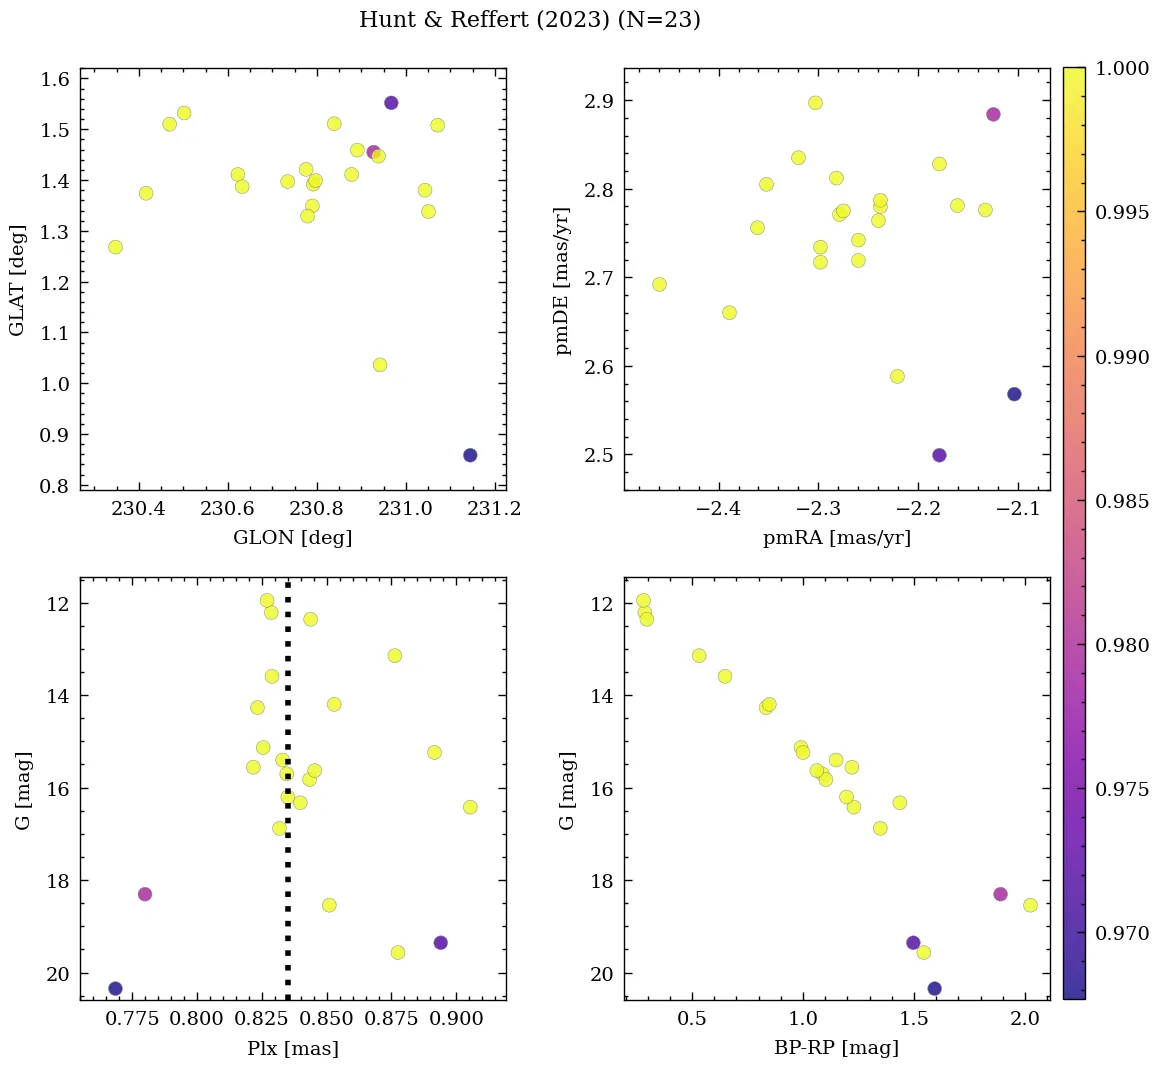 Hunt & Reffert (2023) (N=23)
1.6
1.5
1.4
1.3
1.2
1.1
1.0
0.9
0.8
GLAT [deg]
230.4 230.6 230.8 231.0 231.2
GLON [deg]
2.9
2.8
2.7
2.6
2.5
pmDE [mas/yr]
−2.4 −2.3 −2.2 −2.1
pmRA [mas/yr]
12
14
16
18
20
G [mag]
0.775 0.800 0.825 0.850 0.875 0.900
Plx [mas]
12
14
16
18
20
G [mag]
0.5 1.0 1.5 2.0
BP-RP [mag]
1.000
0.995
0.990
0.985
0.980
0.975
0.970